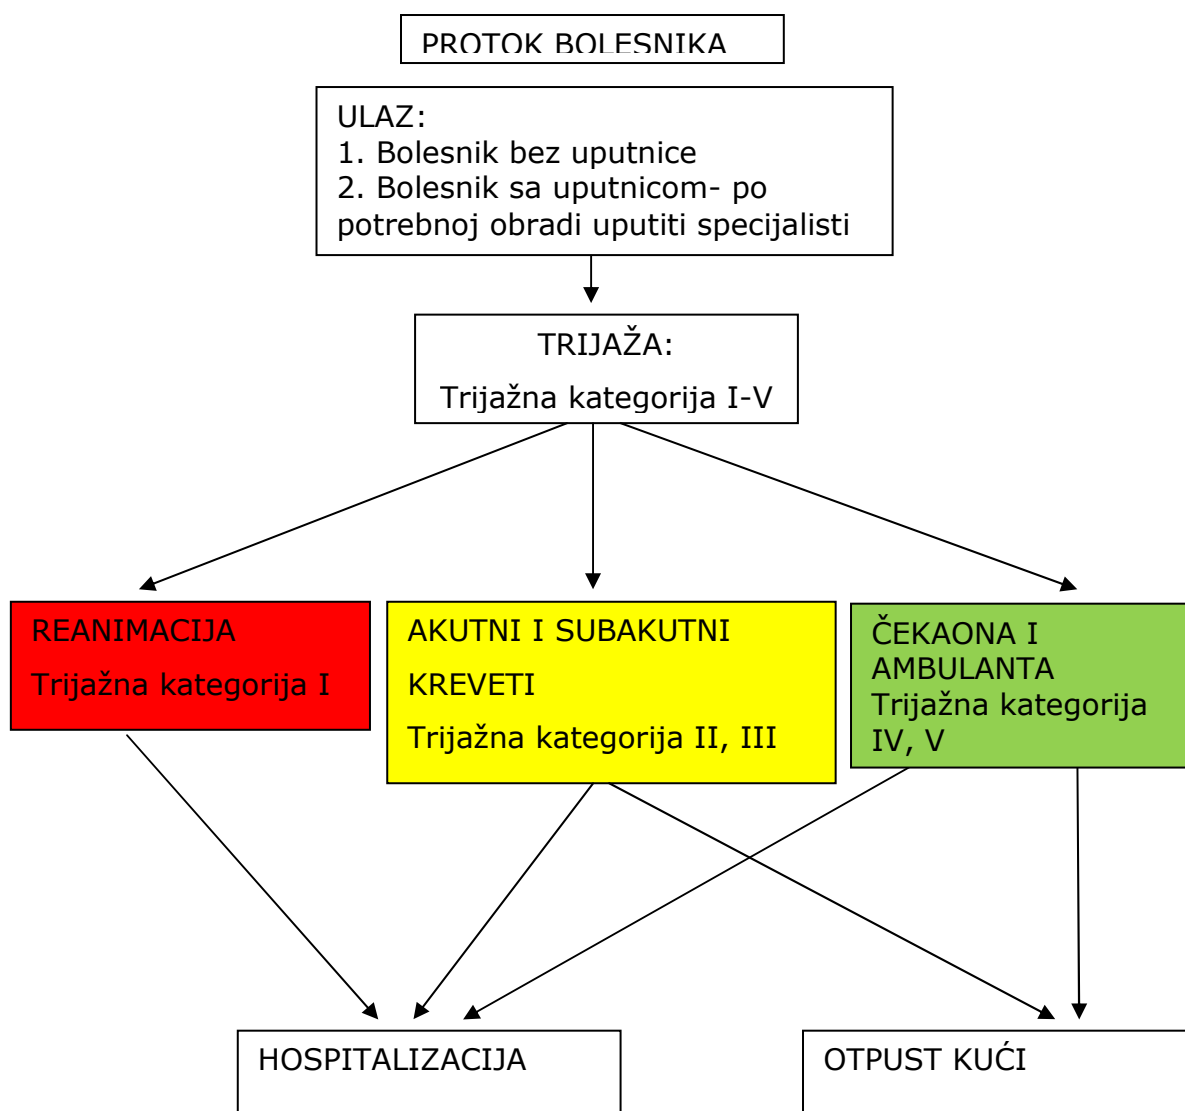 PROTOK BOLESNIKA
ULAZ:
1. Bolesnik bez uputnice
2. Bolesnik sa uputnicom- po
potrebnoj obradi uputiti specijalisti
TRIJAŽA:
Trijažna kategorija I-V
REANIMACIJA
Trijažna kategorija I
AKUTNI I SUBAKUTNI
KREVETI
Trijažna kategorija II, III
ČEKAONA I
AMBULANTA
Trijažna kategorija
IV, V
HOSPITALIZACIJA
OTPUST KUĆI